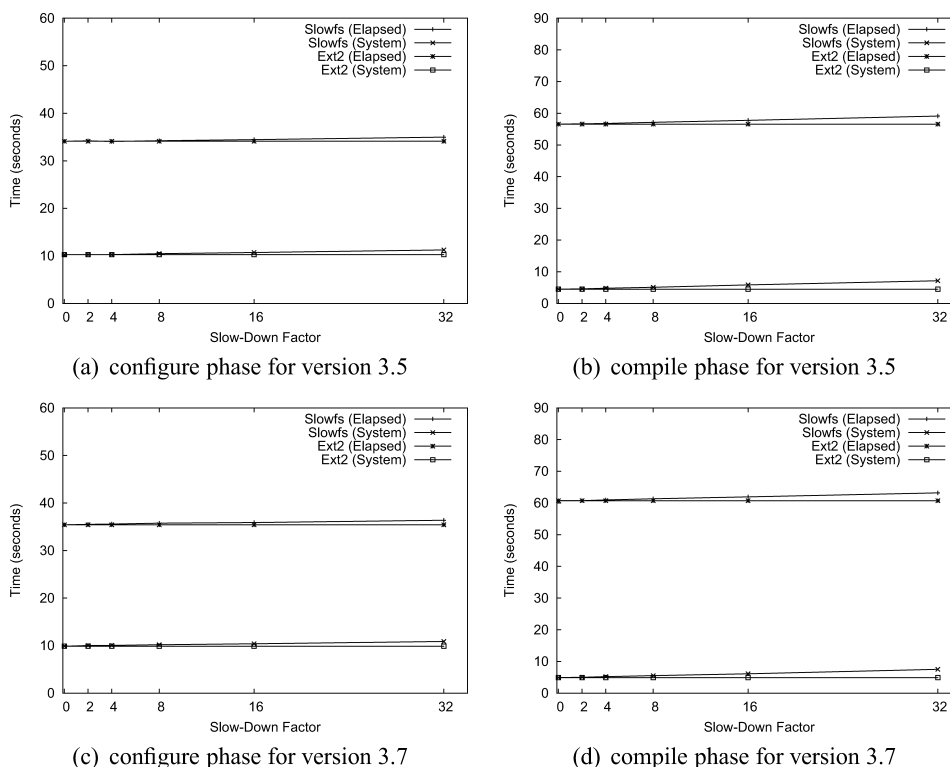 60
50
40
30
20
10
0
Time (seconds)
Slowfs (Elapsed)
Slowfs (System)
Ext2 (Elapsed)
Ext2 (System)
0 2 4 8 16 32
Slow-Down Factor
(a) configure phase for version 3.5
90
80
70
60
50
40
30
20
10
0
Time (seconds)
Slowfs (Elapsed)
Slowfs (System)
Ext2 (Elapsed)
Ext2 (System)
0 2 4 8 16 32
Slow-Down Factor
(b) compile phase for version 3.5
60
50
40
30
20
10
0
Time (seconds)
Slowfs (Elapsed)
Slowfs (System)
Ext2 (Elapsed)
Ext2 (System)
0 2 4 8 16 32
Slow-Down Factor
(c) configure phase for version 3.7
90
80
70
60
50
40
30
20
10
0
Time (seconds)
Slowfs (Elapsed)
Slowfs (System)
Ext2 (Elapsed)
Ext2 (System)
0 2 4 8 16 32
Slow-Down Factor
(d) compile phase for version 3.7